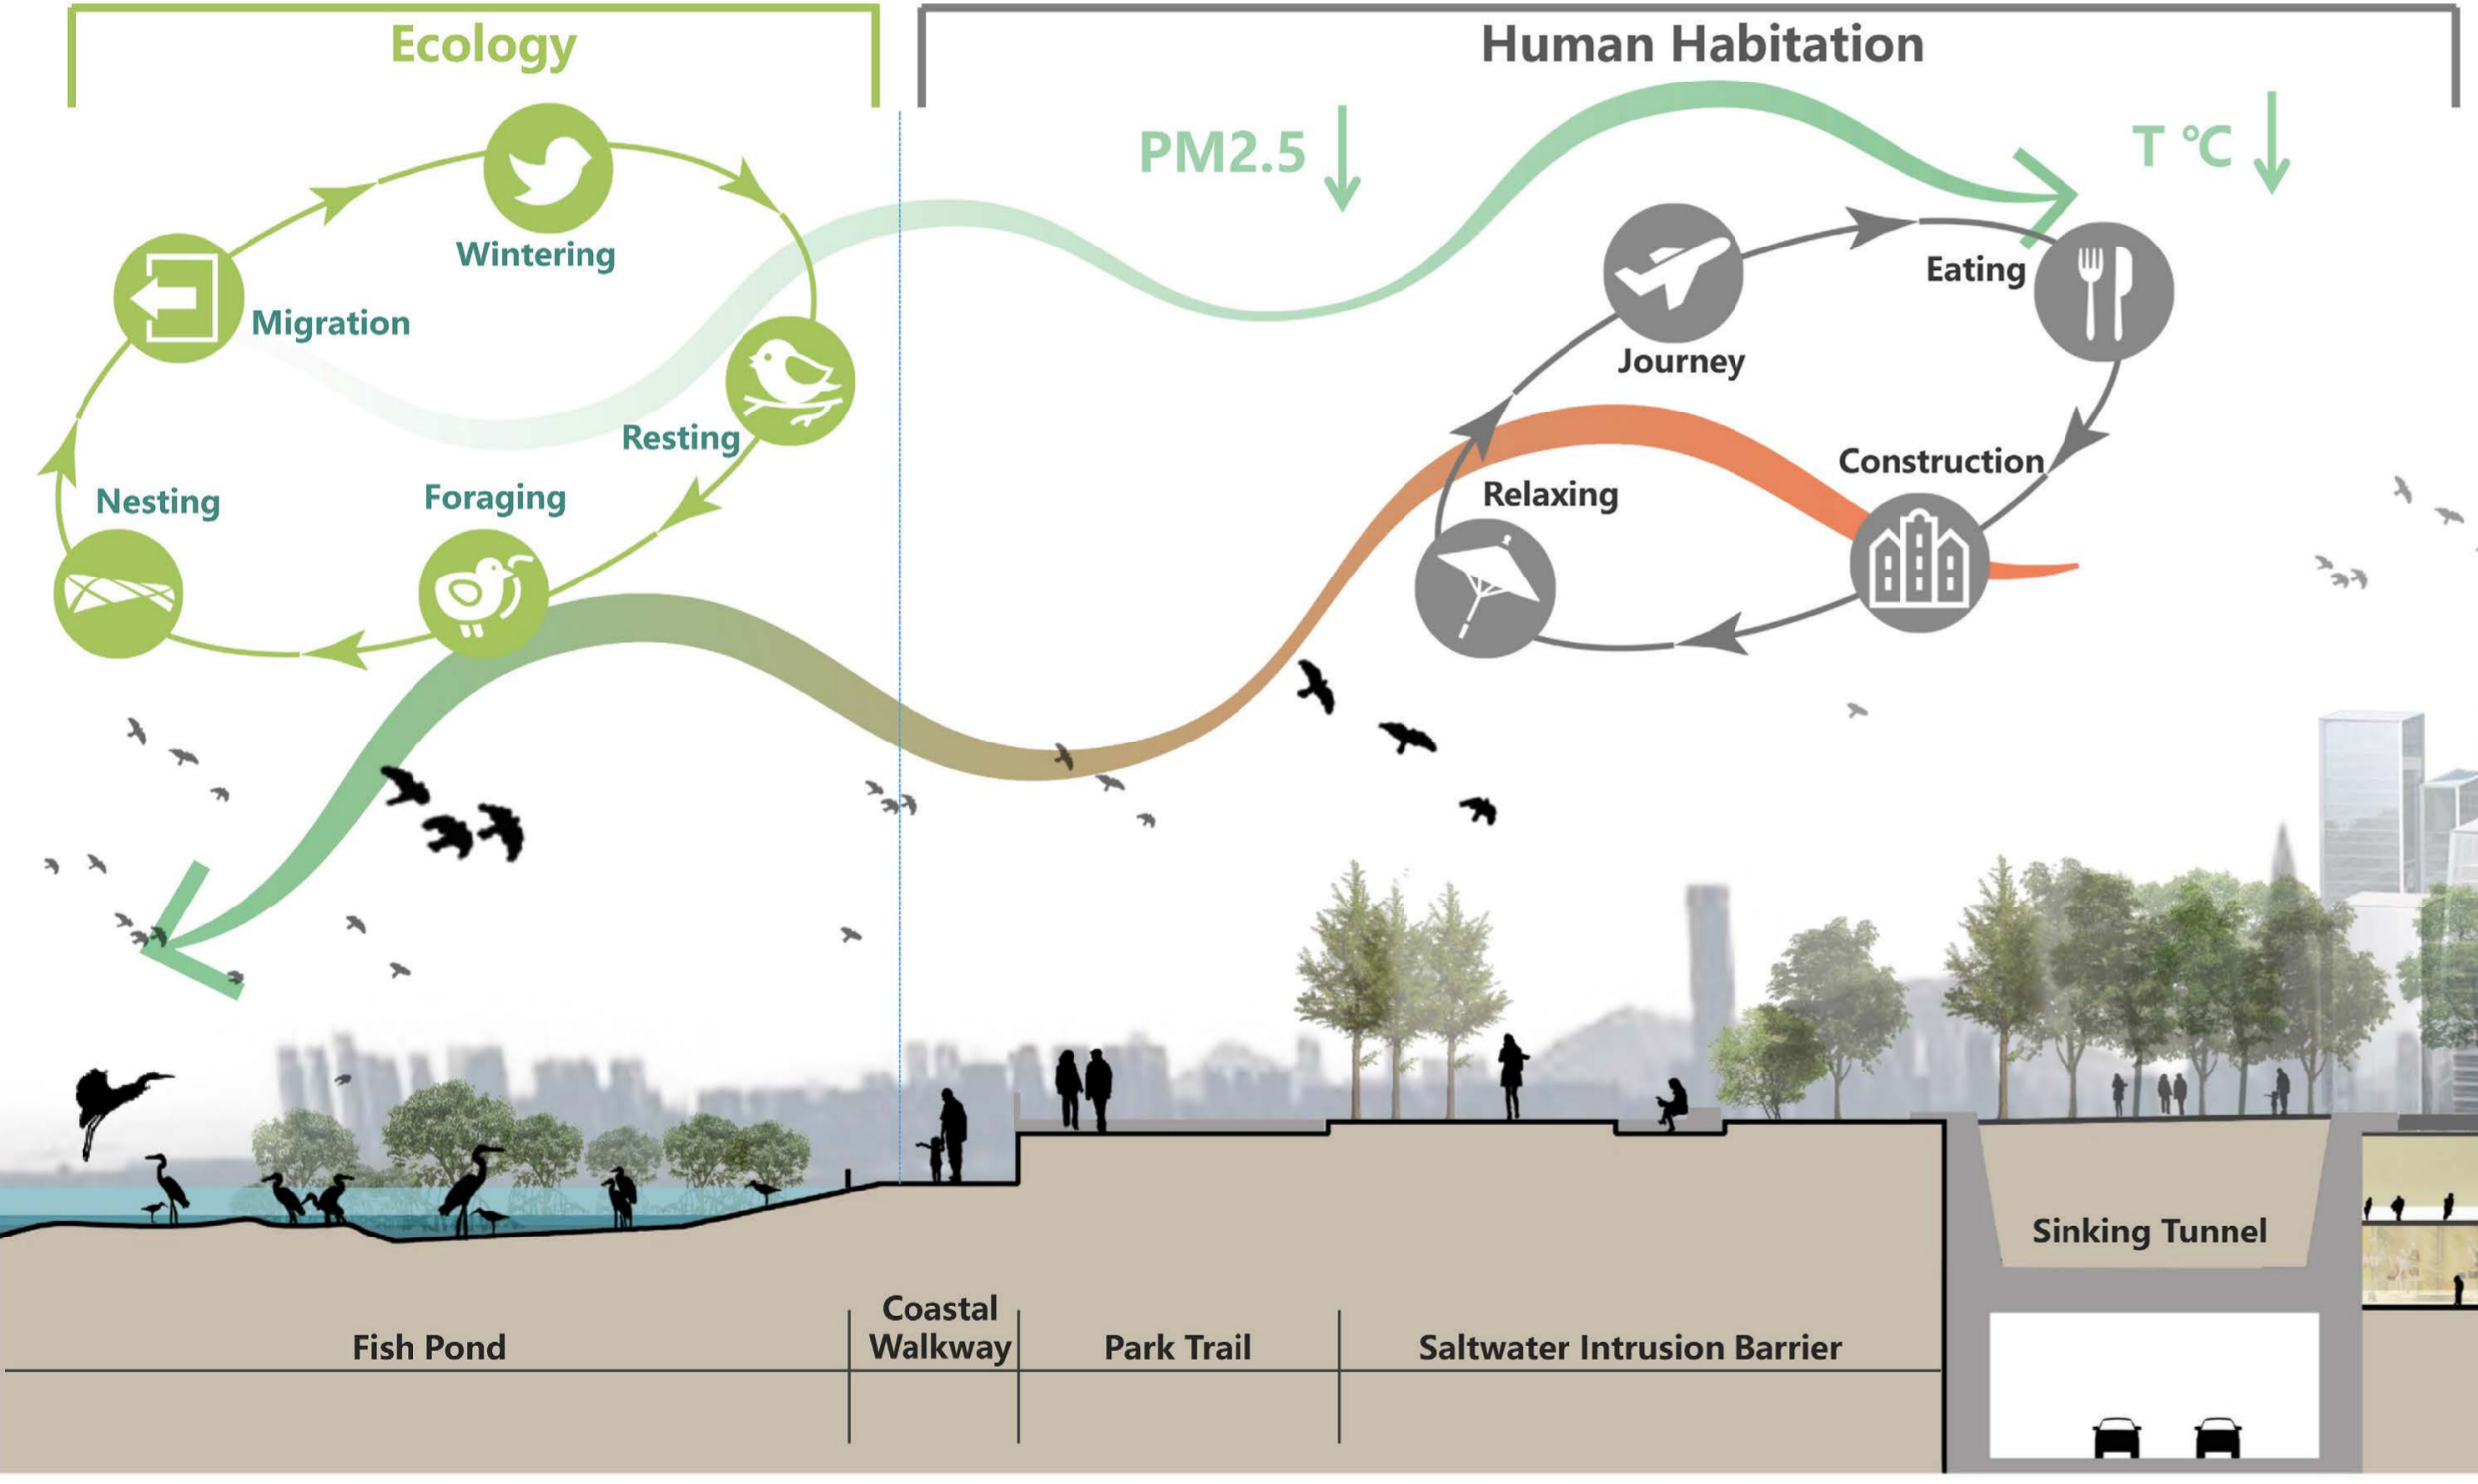 Ecology
Human Habitation
PM2.5
T °C
Wintering
Migration
Eating
Journey
Resting
Construction
Nesting
Foraging
Relaxing
Sinking Tunnel
Coastal
Walkway
Fish Pond
Park Trail
Saltwater Intrusion Barrier